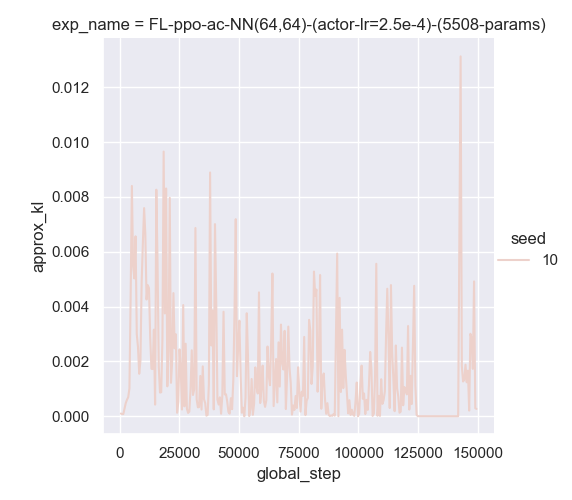 exp_name = FL-ppo-ac-NN(64,64)-(actor-lr=2.5e-4)-(5508-params)
0.012
0.010
0.008
0.006
0.004
0.002
0.000
approx_kl
0 25000 50000 75000 100000 125000 150000
global_step
seed
10